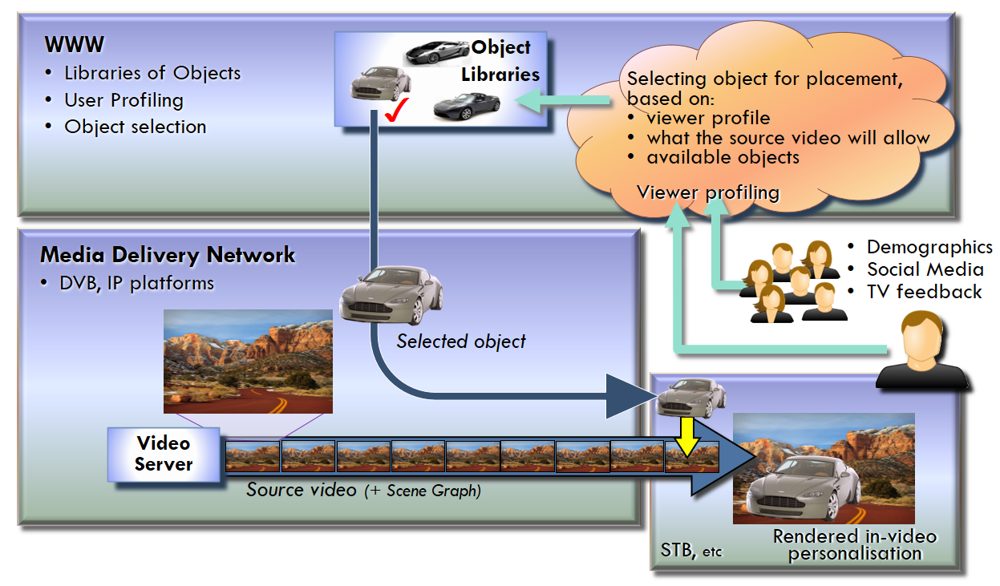 WWW
• Libraries of Objects
• User Profiling
• Object selection
Object
Libraries
Selecting object for placement,
based on:
• viewer profile
• what the source video will allow
• available objects
Viewer profiling
Media Delivery Network
• DVB, IP platforms
Selected object
• Demographics
• Social Media
• TV feedback
Video
Server
Source video (+ Scene Graph)
STB, etc
Rendered in-video
personalisation